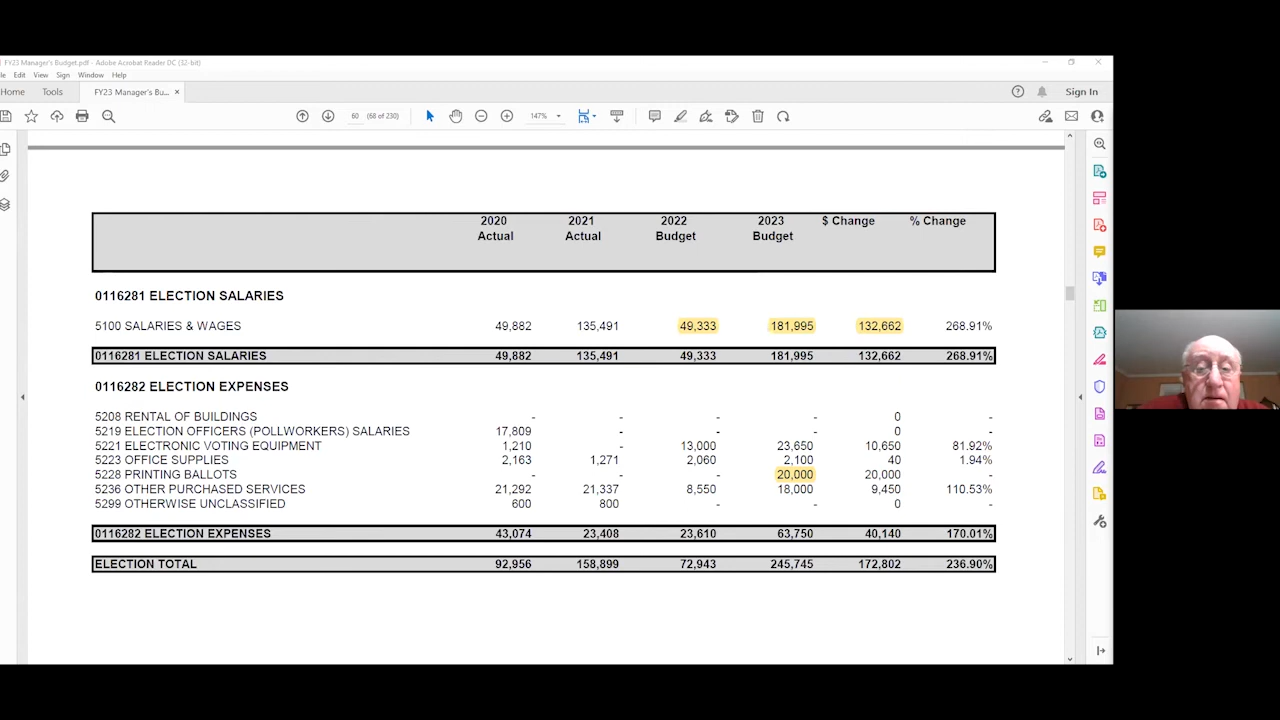 FY23 Manager's Budget.pdf - Adobe Acrobat Reader DC (32-bit)
le Edit View Sign Window Help
Home Tools FY23 Manager's Bu... × Sign In
60 (68 of 230) 147%
2020 2021 2022 2023 $ Change % Change
Actual Actual Budget Budget
0116281 ELECTION SALARIES
5100 SALARIES & WAGES 49,882 135,491 49,333 181,995 132,662 268.91%
0116281 ELECTION SALARIES 49,882 135,491 49,333 181,995 132,662 268.91%
0116282 ELECTION EXPENSES
5208 RENTAL OF BUILDINGS - - - - 0 -
5219 ELECTION OFFICERS (POLLWORKERS) SALARIES 17,809 - - - 0 -
5221 ELECTRONIC VOTING EQUIPMENT 1,210 - 13,000 23,650 10,650 81.92%
5223 OFFICE SUPPLIES 2,163 1,271 2,060 2,100 40 1.94%
5228 PRINTING BALLOTS - - - 20,000 20,000 -
5236 OTHER PURCHASED SERVICES 21,292 21,337 8,550 18,000 9,450 110.53%
5299 OTHERWISE UNCLASSIFIED 600 800 - - 0 -
0116282 ELECTION EXPENSES 43,074 23,408 23,610 63,750 40,140 170.01%
ELECTION TOTAL 92,956 158,899 72,943 245,745 172,802 236.90%